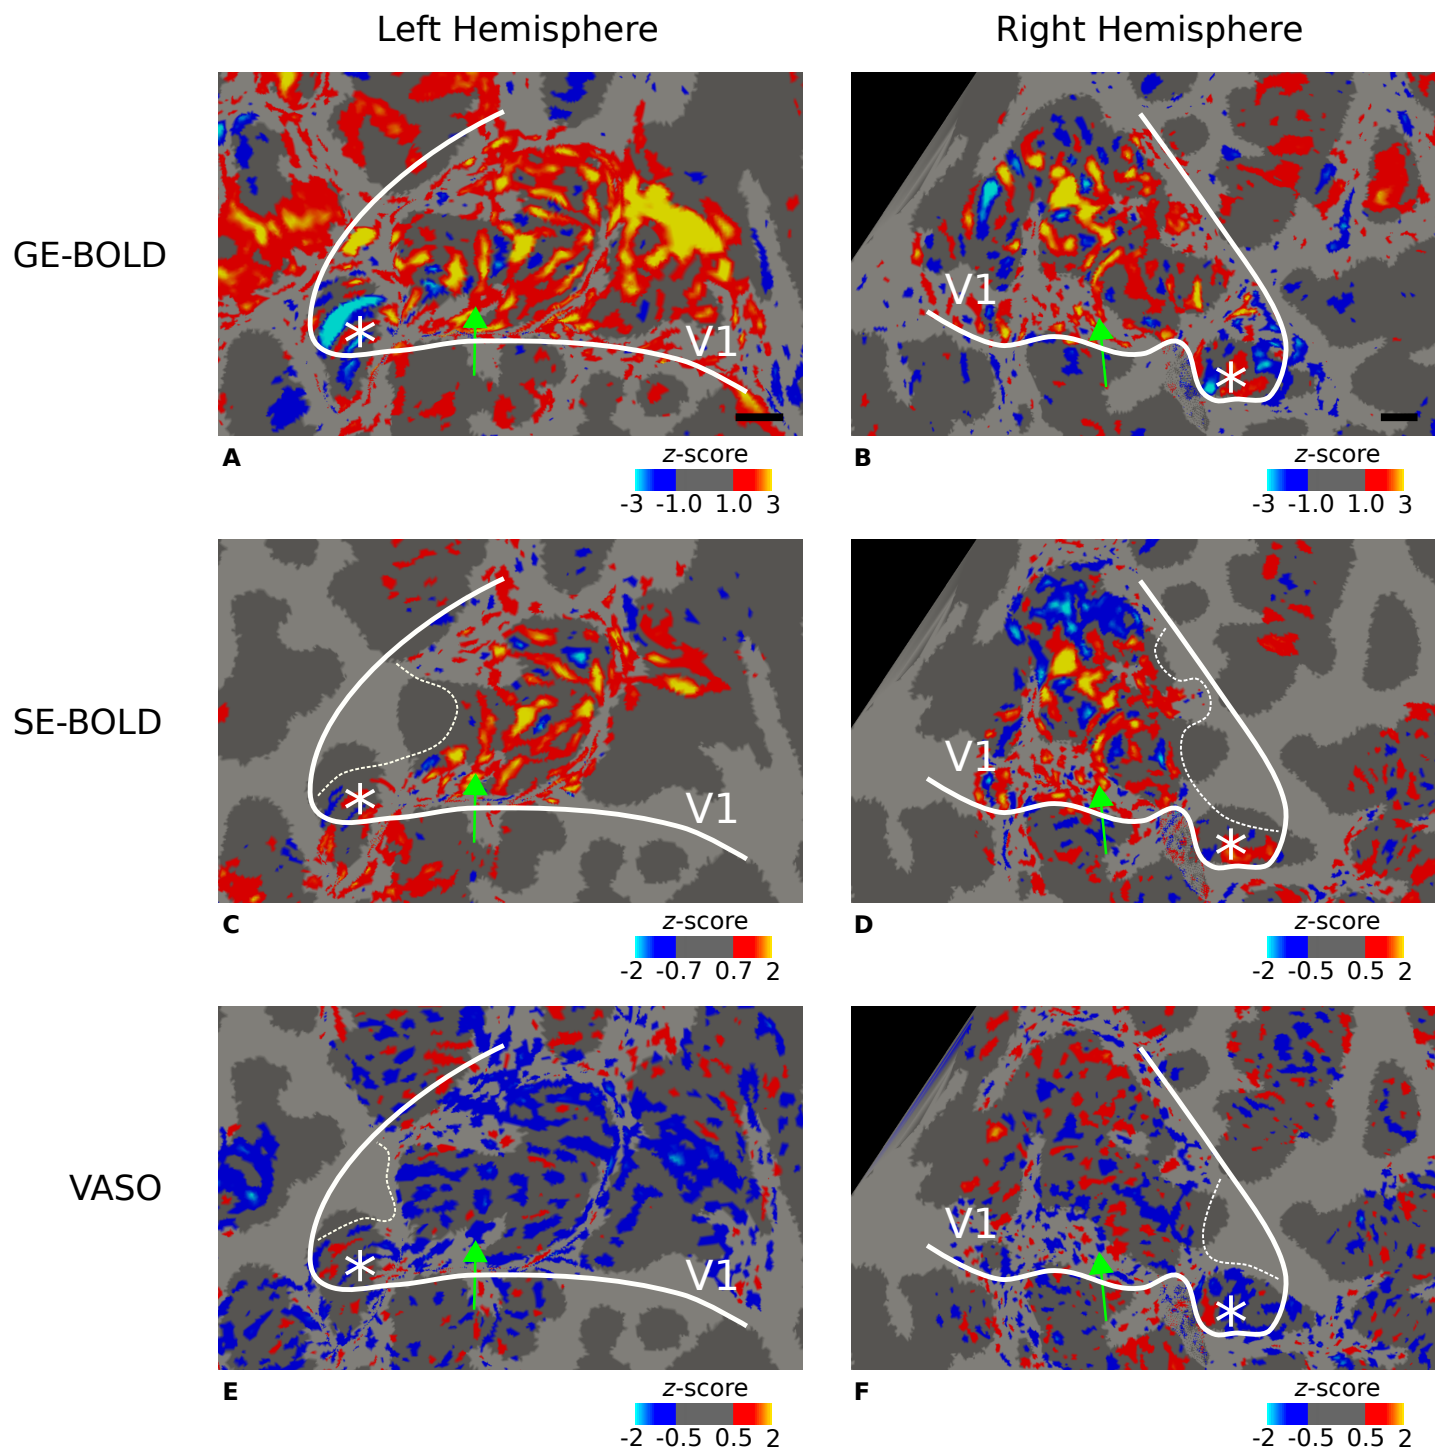 Left Hemisphere
Right Hemisphere
GE-BOLD
V1
*
V1
*
A
z-score
-3 -1.0 1.0 3
B
z-score
-3 -1.0 1.0 3
SE-BOLD
V1
*
V1
*
C
z-score
-2 -0.7 0.7 2
D
z-score
-2 -0.5 0.5 2
VASO
V1
*
V1
*
E
z-score
-2 -0.5 0.5 2
F
z-score
-2 -0.5 0.5 2